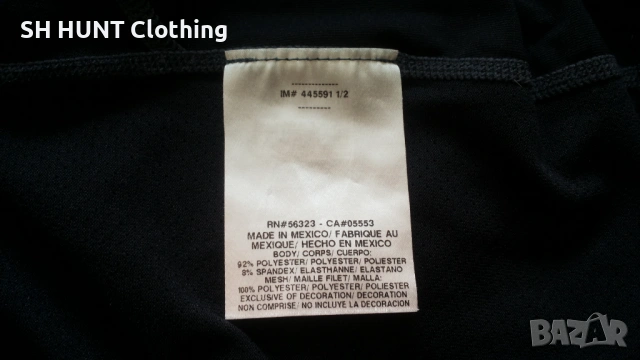 SH HUNT Clothing
IM# 445591 1/2
RN#56323 - CA#05553
MADE IN MEXICO/ FABRIQUE AU
MEXIQUE/ HECHO EN MEXICO
BODY/ CORPS/ CUERPO:
92% POLYESTER/ POLYESTER/ POLIESTER
8% SPANDEX/ ELASTHANNE/ ELASTANO
MESH/ MAILLE FILET/ MALLA:
100% POLYESTER/ POLYESTER/ POLIESTER
EXCLUSIVE OF DECORATION/ DECORATION
NON COMPRISE/ NO INCLUYE LA DECORACION
BAZAR